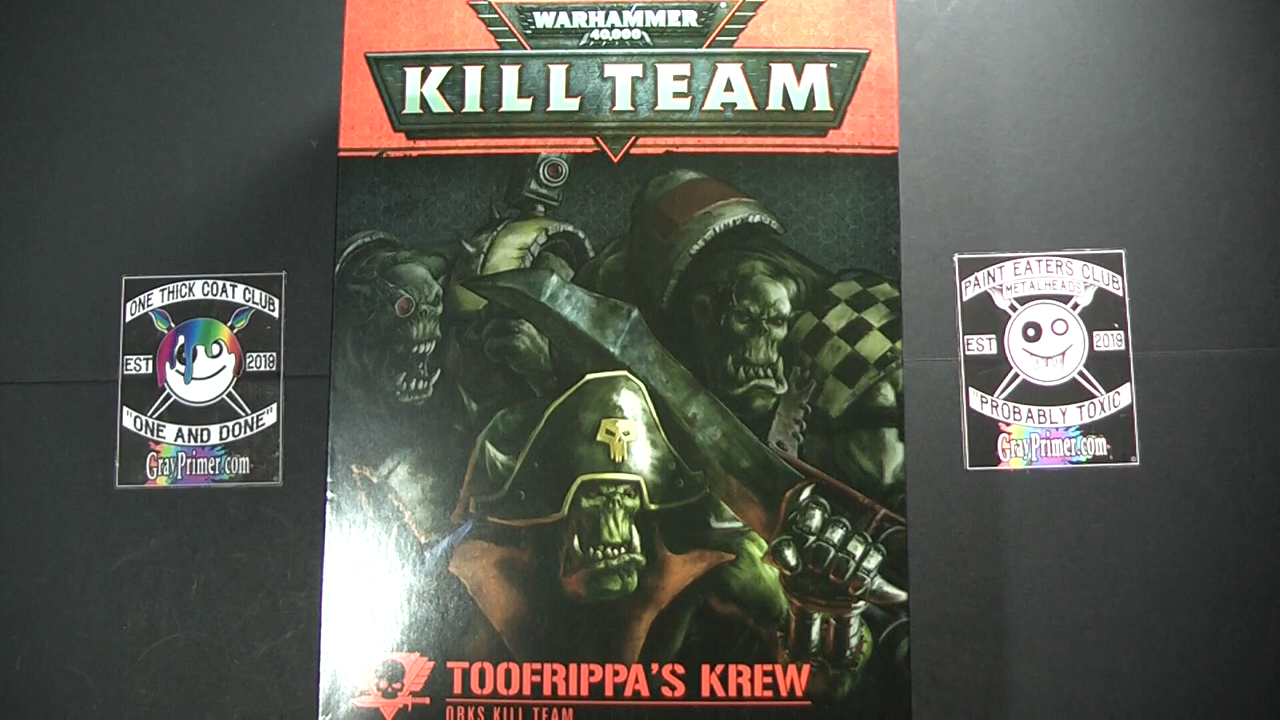 WARHAMMER
40,000
KILL TEAM
ONE THICK COAT CLUB
EST 2019
"ONE AND DONE"
GrayPrimer.com
PAINT EATERS CLUB
METALHEADS
EST 2019
"PROBABLY TOXIC"
GrayPrimer.com
TOOFRIPPA'S KREW
ORKS KILL TEAM